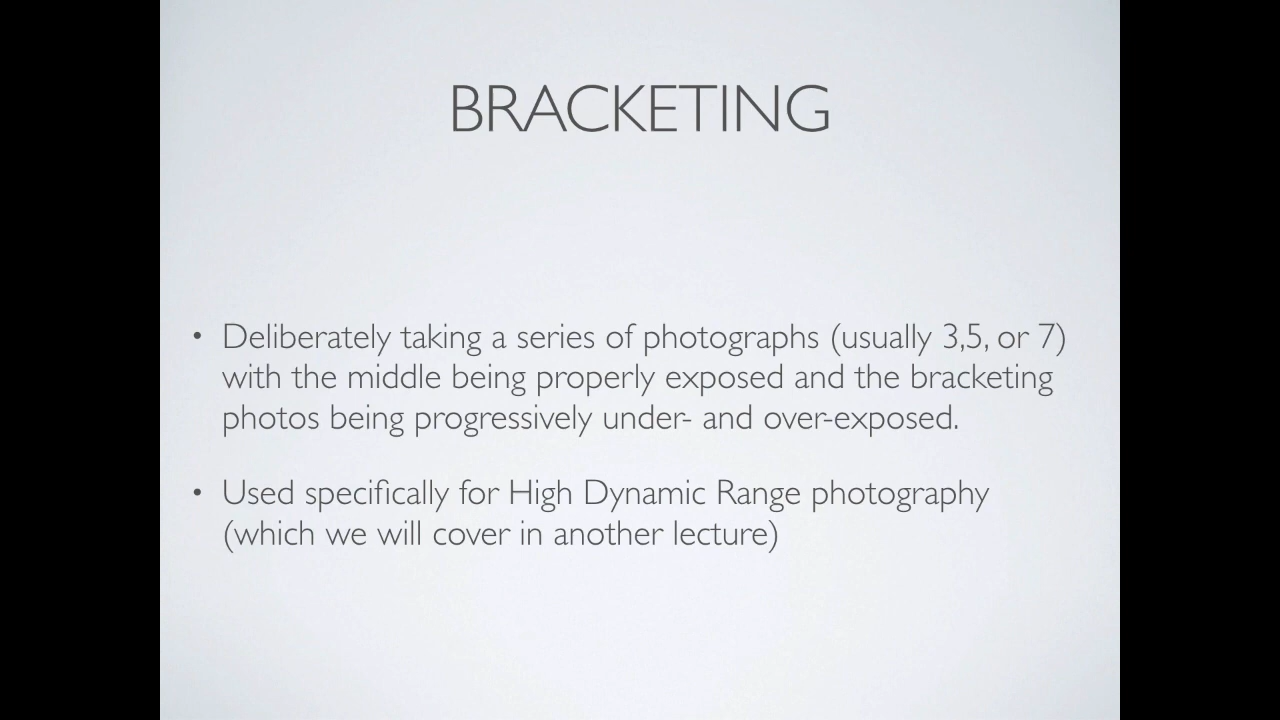 BRACKETING
• Deliberately taking a series of photographs (usually 3,5, or 7)
with the middle being properly exposed and the bracketing
photos being progressively under- and over-exposed.
• Used specifically for High Dynamic Range photography
(which we will cover in another lecture)